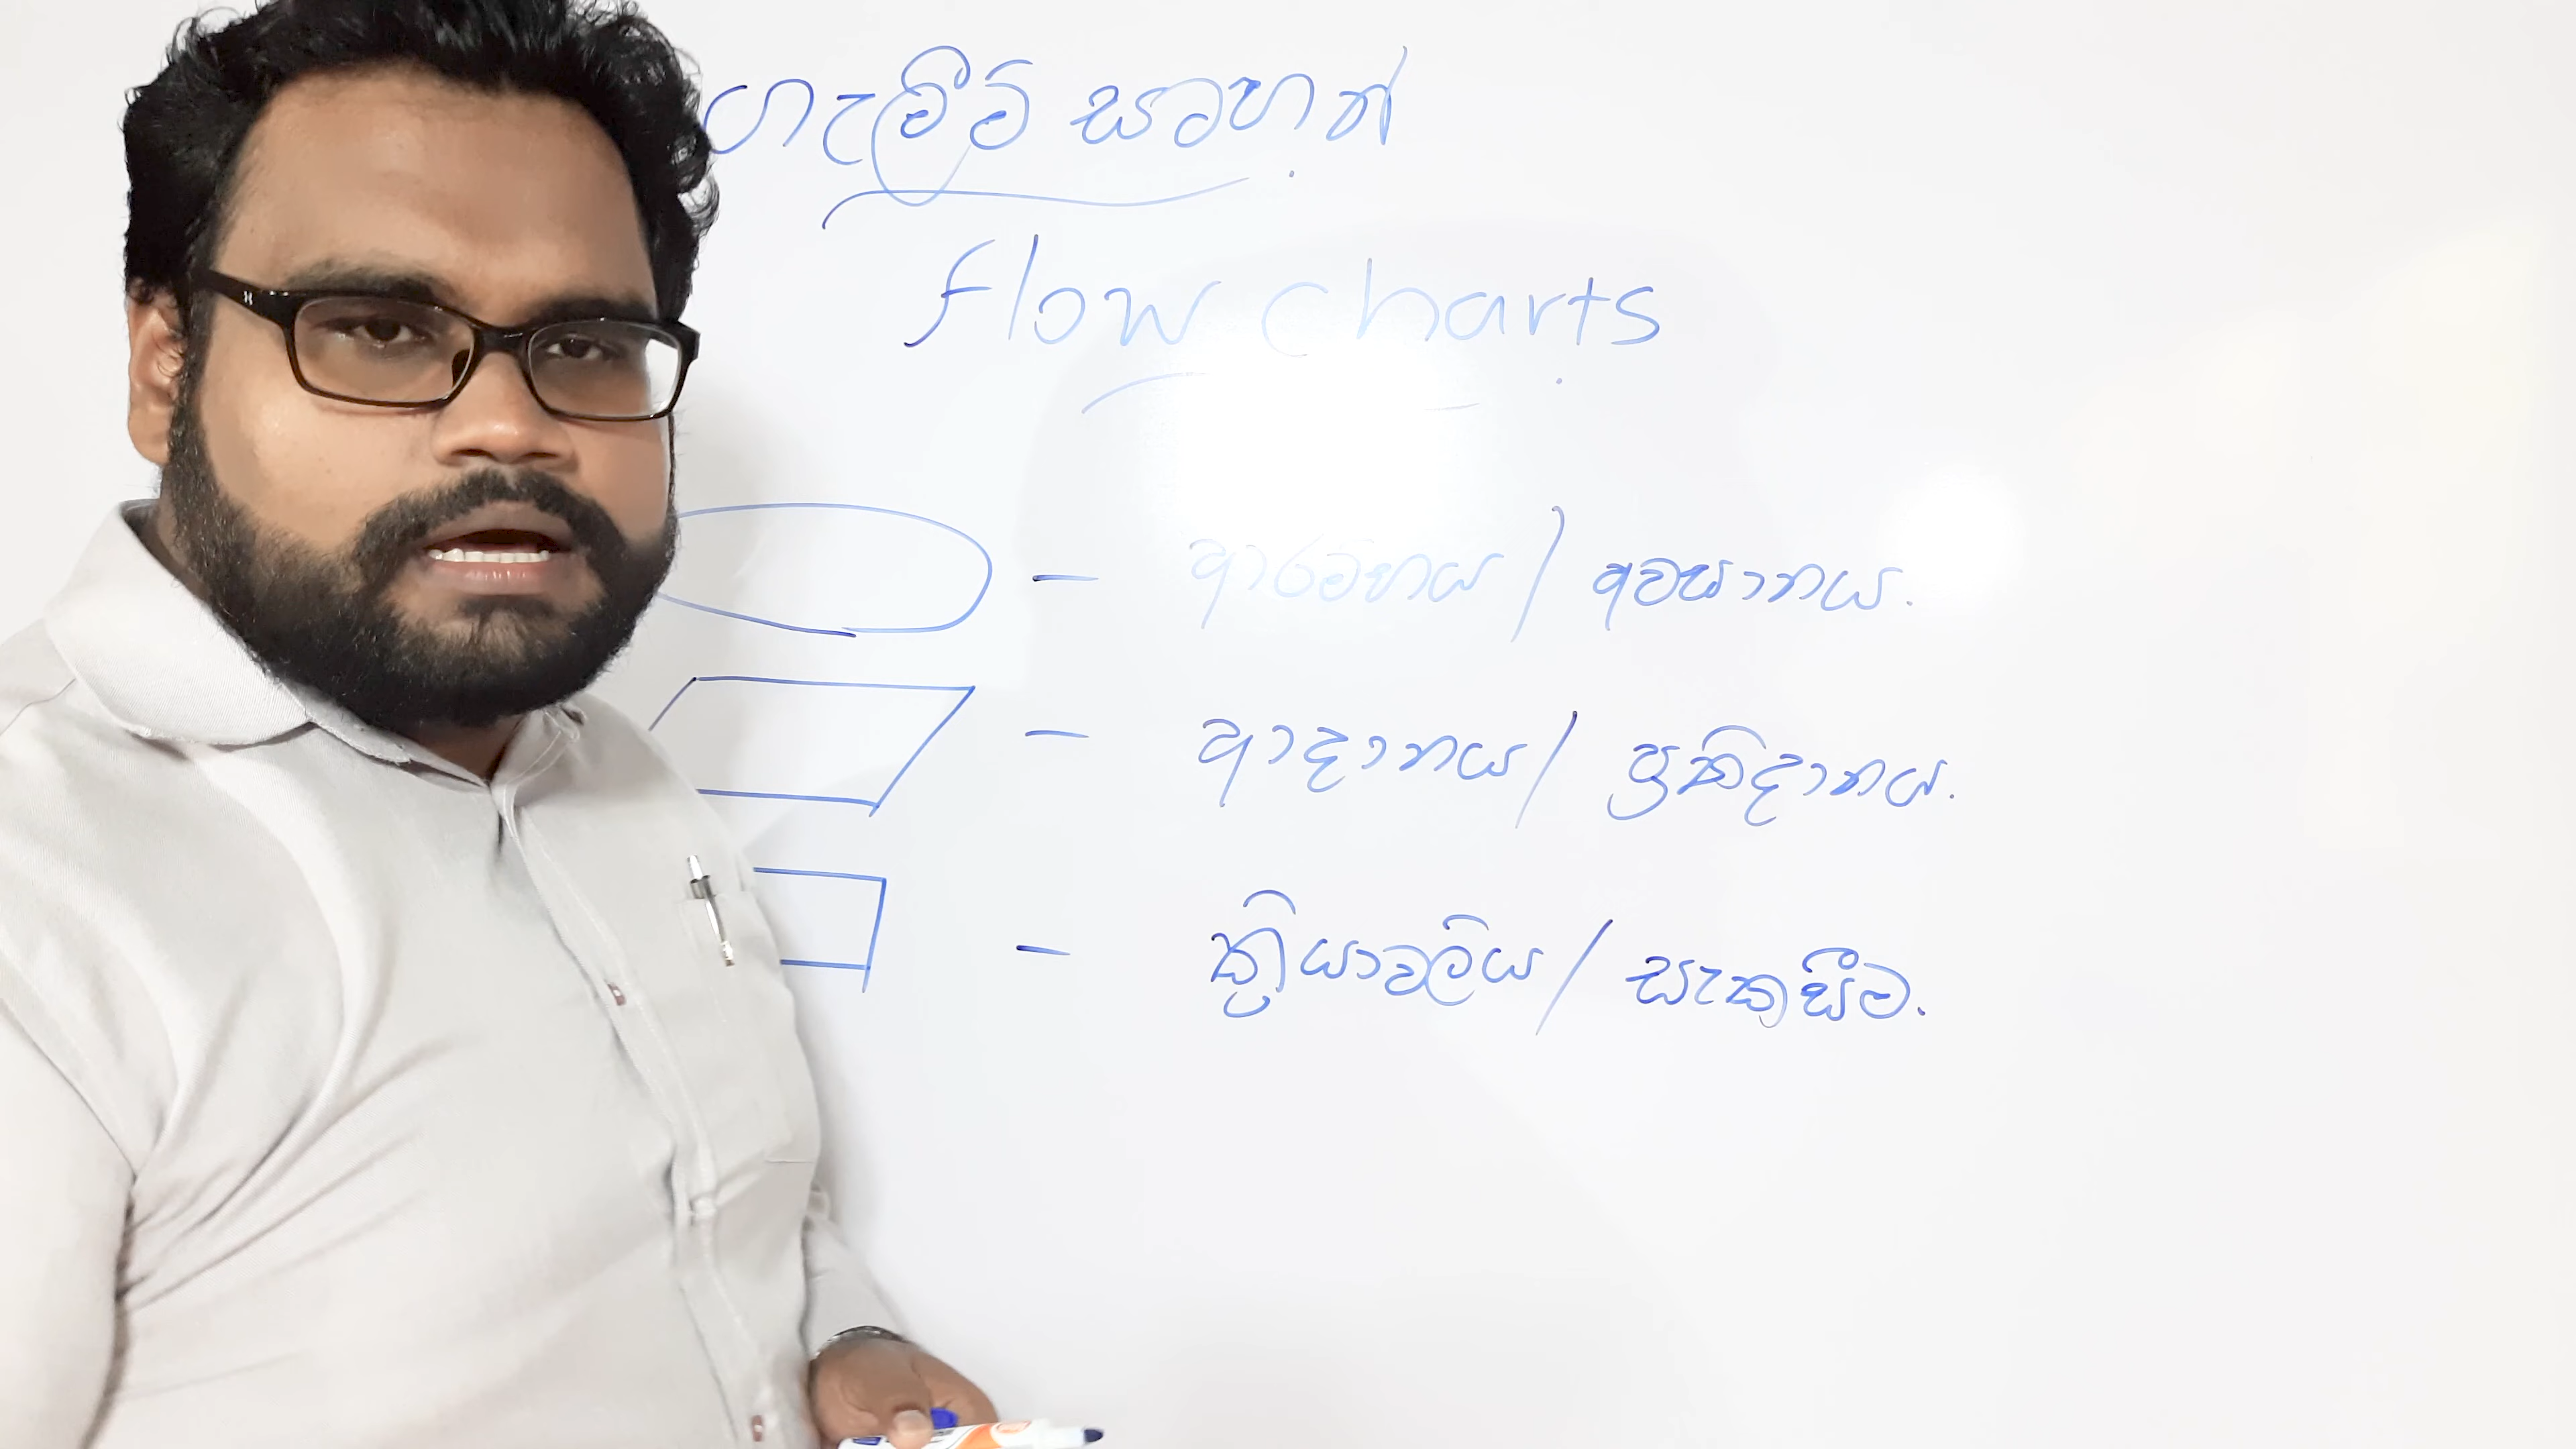 ගැලීම් සටහන්
flow charts
– ආරම්භය / අවසානය.
– ආදානය / ප්‍රතිදානය.
– ක්‍රියාවලිය / සැකසීම.